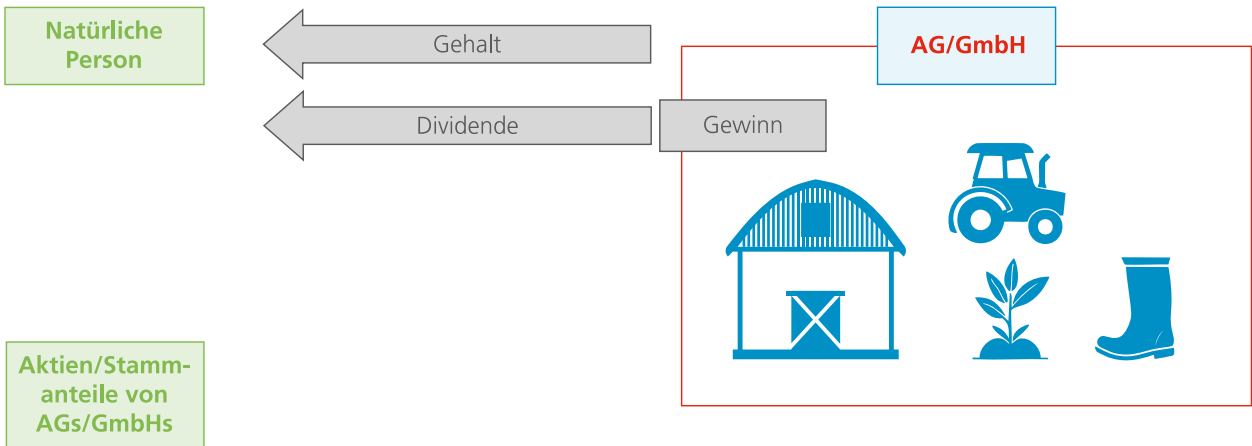 Natürliche
Person
Gehalt
AG/GmbH
Dividende
Gewinn
Aktien/Stamm-
anteile von
AGs/GmbHs